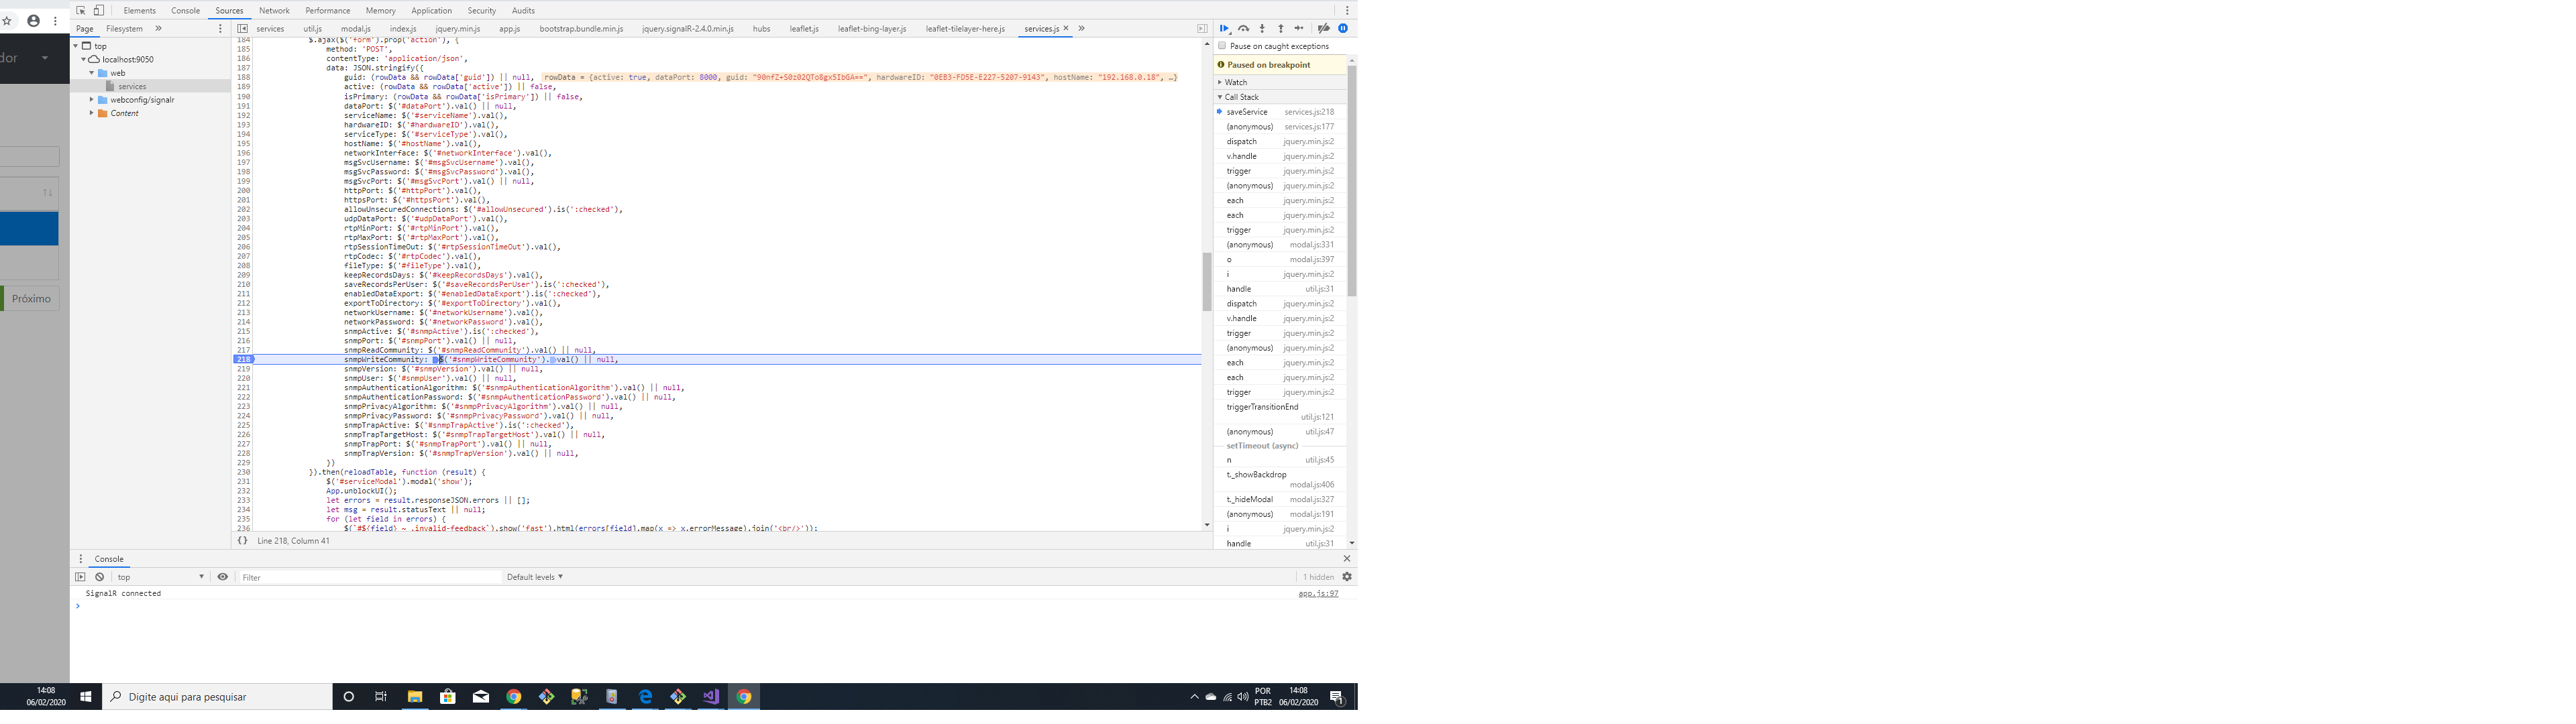 Elements Console Sources Network Performance Memory Application Security Audits
Page Filesystem »
services util.js modal.js index.js jquery.min.js app.js bootstrap.bundle.min.js jquery.signalR-2.4.0.min.js hubs leaflet.js leaflet-bing-layer.js leaflet-tilelayer-here.js services.js × »
dor
Próximo
top
localhost:9050
web
services
webconfig/signalr
Content
184 $.ajax($('form').prop('action'), {
185 method: 'POST',
186 contentType: 'application/json',
187 data: JSON.stringify({
188 guid: (rowData && rowData['guid']) || null, rowData = {active: true, dataPort: 8000, guid: "90nfZ+S0z02QTo8gx5IbGA==", hardwareID: "0EB3-FD5E-E227-5207-9143", hostName: "192.168.0.18", …}
189 active: (rowData && rowData['active']) || false,
190 isPrimary: (rowData && rowData['isPrimary']) || false,
191 dataPort: $('#dataPort').val() || null,
192 serviceName: $('#serviceName').val(),
193 hardwareID: $('#hardwareID').val(),
194 serviceType: $('#serviceType').val(),
195 hostName: $('#hostName').val(),
196 networkInterface: $('#networkInterface').val(),
197 msgSvcUsername: $('#msgSvcUsername').val(),
198 msgSvcPassword: $('#msgSvcPassword').val(),
199 msgSvcPort: $('#msgSvcPort').val() || null,
200 httpPort: $('#httpPort').val(),
201 httpsPort: $('#httpsPort').val(),
202 allowUnsecuredConnections: $('#allowUnsecured').is(':checked'),
203 udpDataPort: $('#udpDataPort').val(),
204 rtpMinPort: $('#rtpMinPort').val(),
205 rtpMaxPort: $('#rtpMaxPort').val(),
206 rtpSessionTimeOut: $('#rtpSessionTimeOut').val(),
207 rtpCodec: $('#rtpCodec').val(),
208 fileType: $('#fileType').val(),
209 keepRecordsDays: $('#keepRecordsDays').val(),
210 saveRecordsPerUser: $('#saveRecordsPerUser').is(':checked'),
211 enabledDataExport: $('#enabledDataExport').is(':checked'),
212 exportToDirectory: $('#exportToDirectory').val(),
213 networkUsername: $('#networkUsername').val(),
214 networkPassword: $('#networkPassword').val(),
215 snmpActive: $('#snmpActive').is(':checked'),
216 snmpPort: $('#snmpPort').val() || null,
217 snmpReadCommunity: $('#snmpReadCommunity').val() || null,
218 snmpWriteCommunity: $('#snmpWriteCommunity').val() || null,
219 snmpVersion: $('#snmpVersion').val() || null,
220 snmpUser: $('#snmpUser').val() || null,
221 snmpAuthenticationAlgorithm: $('#snmpAuthenticationAlgorithm').val() || null,
222 snmpAuthenticationPassword: $('#snmpAuthenticationPassword').val() || null,
223 snmpPrivacyAlgorithm: $('#snmpPrivacyAlgorithm').val() || null,
224 snmpPrivacyPassword: $('#snmpPrivacyPassword').val() || null,
225 snmpTrapActive: $('#snmpTrapActive').is(':checked'),
226 snmpTrapTargetHost: $('#snmpTrapTargetHost').val() || null,
227 snmpTrapPort: $('#snmpTrapPort').val() || null,
228 snmpTrapVersion: $('#snmpTrapVersion').val() || null,
229 })
230 }).then(reloadTable, function (result) {
231 $('#serviceModal').modal('show');
232 App.unblockUI();
233 let errors = result.responseJSON.errors || [];
234 let msg = result.statusText || null;
235 for (let field in errors) {
236 $(`#${field} ~ .invalid-feedback`).show('fast').html(errors[field].map(x => x.errorMessage).join('<br/>'));
{} Line 218, Column 41
Pause on caught exceptions
Paused on breakpoint
Watch
Call Stack
saveService services.js:218
(anonymous) services.js:177
dispatch jquery.min.js:2
v.handle jquery.min.js:2
trigger jquery.min.js:2
(anonymous) jquery.min.js:2
each jquery.min.js:2
each jquery.min.js:2
trigger jquery.min.js:2
(anonymous) modal.js:331
o modal.js:397
i jquery.min.js:2
handle util.js:31
dispatch jquery.min.js:2
v.handle jquery.min.js:2
trigger jquery.min.js:2
(anonymous) jquery.min.js:2
each jquery.min.js:2
each jquery.min.js:2
trigger jquery.min.js:2
triggerTransitionEnd
util.js:121
(anonymous) util.js:47
setTimeout (async)
n util.js:45
t._showBackdrop
modal.js:406
t._hideModal modal.js:327
(anonymous) modal.js:191
i jquery.min.js:2
handle util.js:31
Console
top Filter Default levels 1 hidden
SignalR connected app.js:97
14:08
06/02/2020
Digite aqui para pesquisar
POR
PTB2
14:08
06/02/2020
1